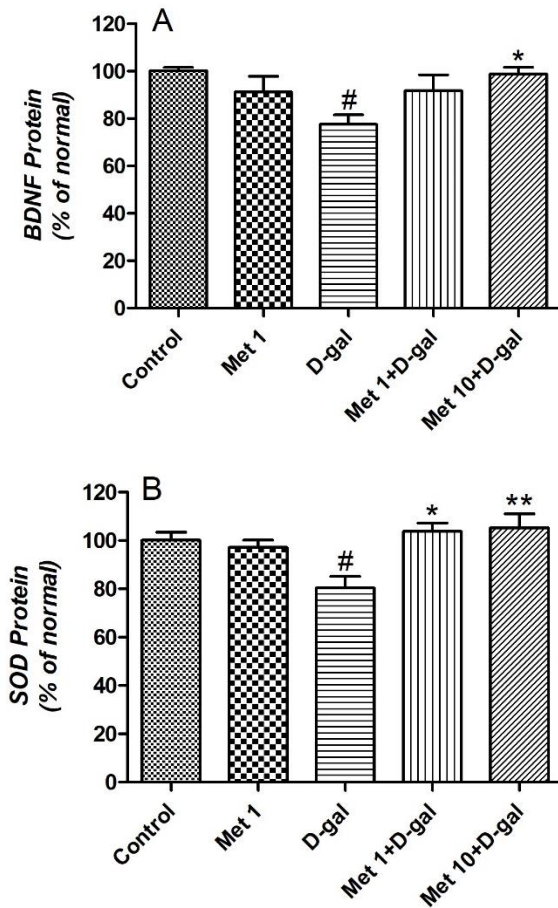 A
BDNF Protein
(% of normal)
120
100
80
60
40
20
0
#
*
Control
Met 1
D-gal
Met 1+D-gal
Met 10+D-gal
B
SOD Protein
(% of normal)
120
100
80
60
40
20
0
#
*
**
Control
Met 1
D-gal
Met 1+D-gal
Met 10+D-gal